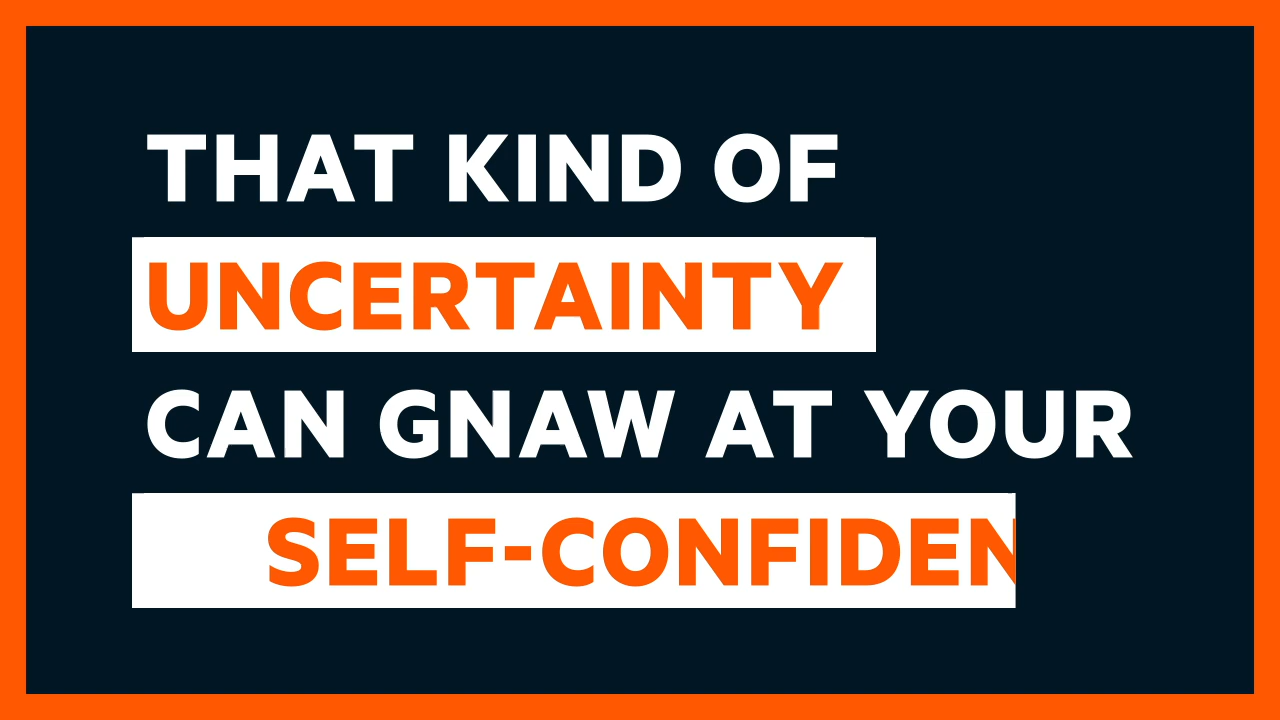 THAT KIND OF
UNCERTAINTY
CAN GNAW AT YOUR
SELF-CONFIDEN